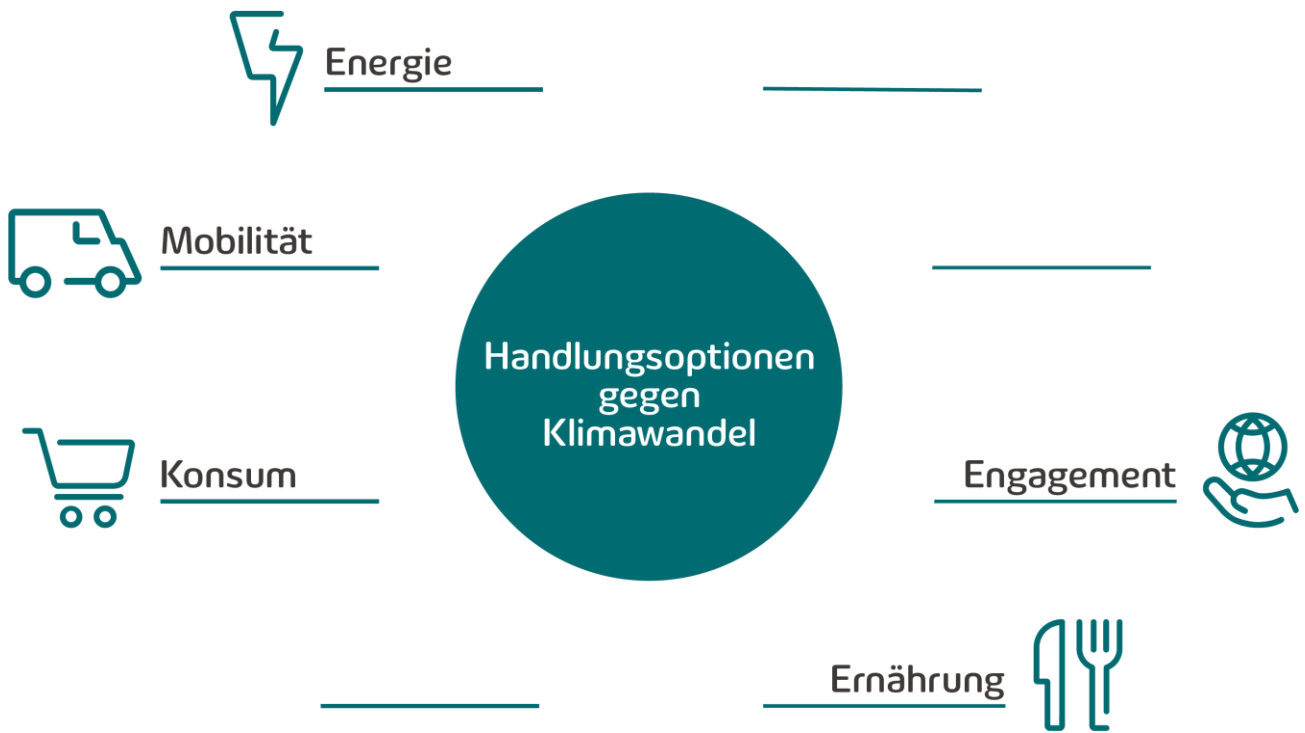 Energie
Mobilität
Handlungsoptionen
gegen
Klimawandel
Konsum
Engagement
Ernährung